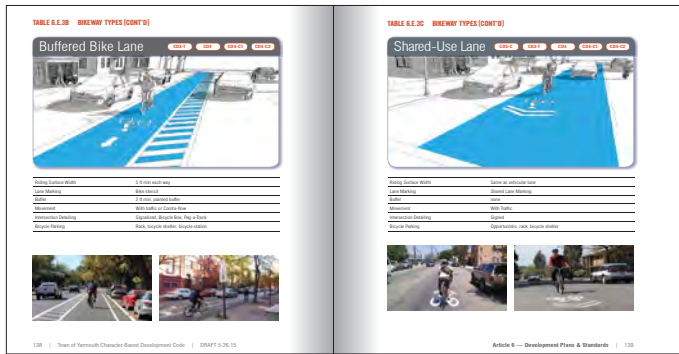 TABLE 6.E.3B BIKEWAY TYPES (CONT'D)
Buffered Bike Lane CD3-T CD4 CD4-C1 CD4-C2
Riding Surface Width 5 ft min each way
Lane Marking Bike stencil
Buffer 2 ft min, painted buffer
Movement With traffic or Contra-flow
Intersection Detailing Signalized, Bicycle Box, Peg-a-Track
Bicycle Parking Rack, bicycle shelter, bicycle station
138 | Town of Yarmouth Character-Based Development Code | DRAFT 5.26.15
TABLE 6.E.3C BIKEWAY TYPES (CONT'D)
Shared-Use Lane CD3-C CD3-T CD4 CD4-C1 CD4-C2
Riding Surface Width Same as vehicular lane
Lane Marking Shared Lane Marking
Buffer none
Movement With Traffic
Intersection Detailing Signed
Bicycle Parking Opportunistic, rack, bicycle shelter
Article 6 — Development Plans & Standards | 139